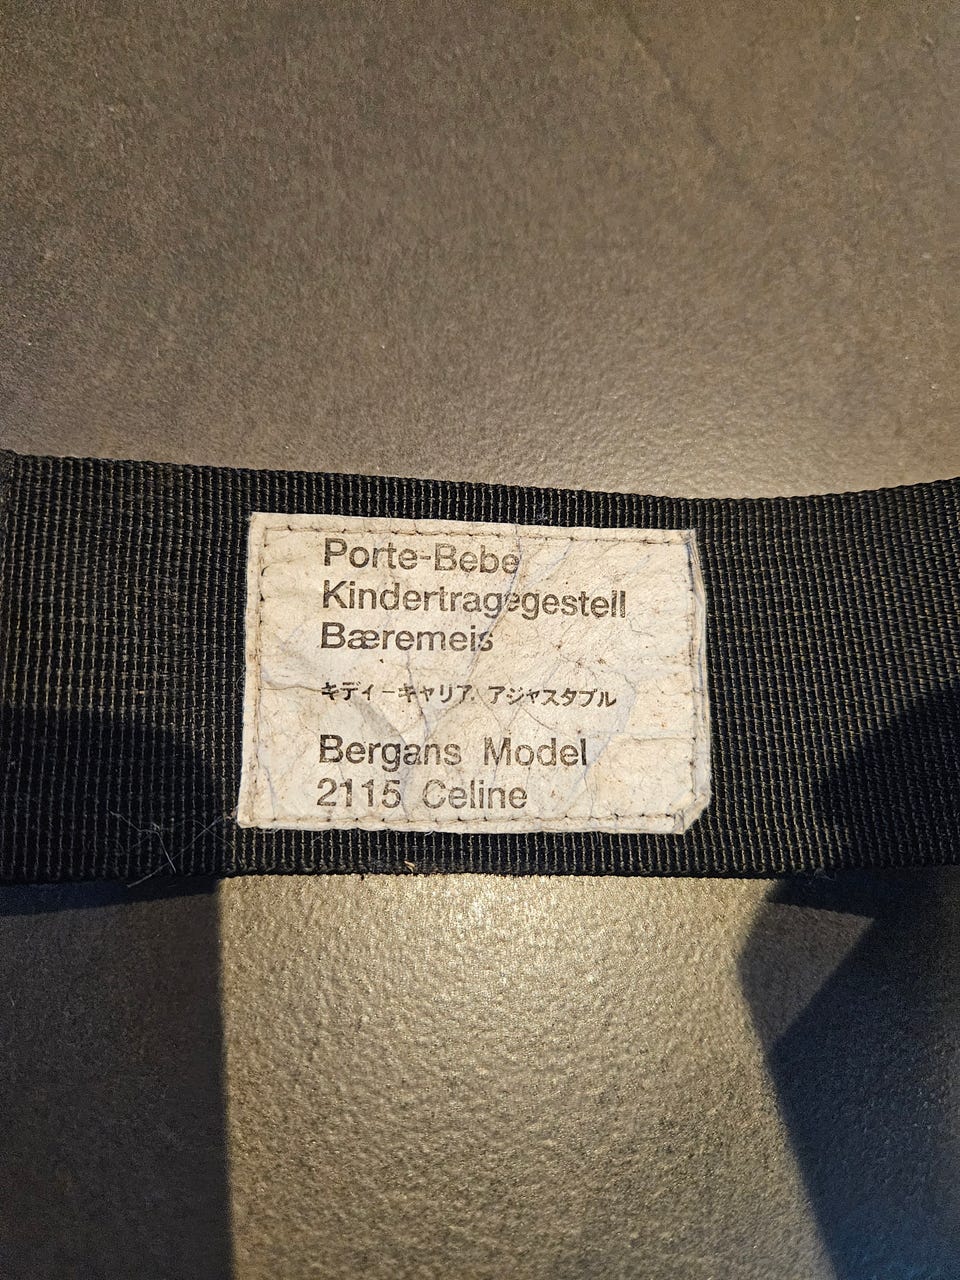 Porte-Bebe
Kindertragegestell
Bæremeis
キディーキャリア アジャスタブル
Bergans Model
2115 Celine